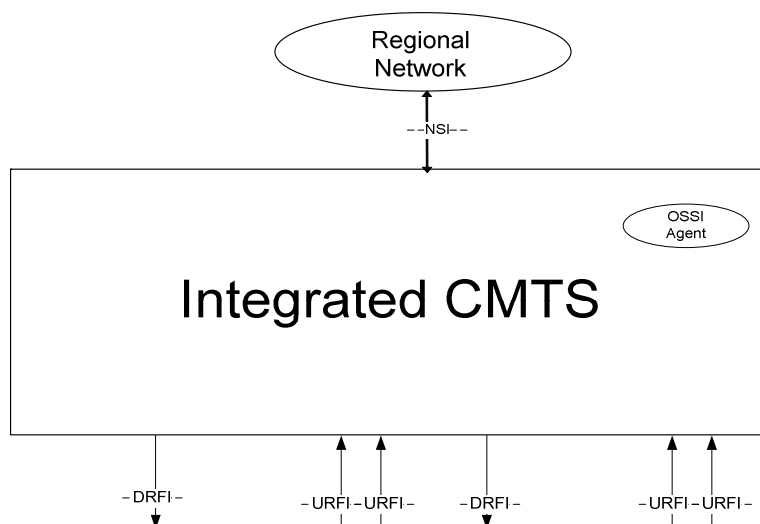 Regional
Network
NSI
OSSI
Agent
Integrated CMTS
DRFI URFI URFI DRFI URFI URFI